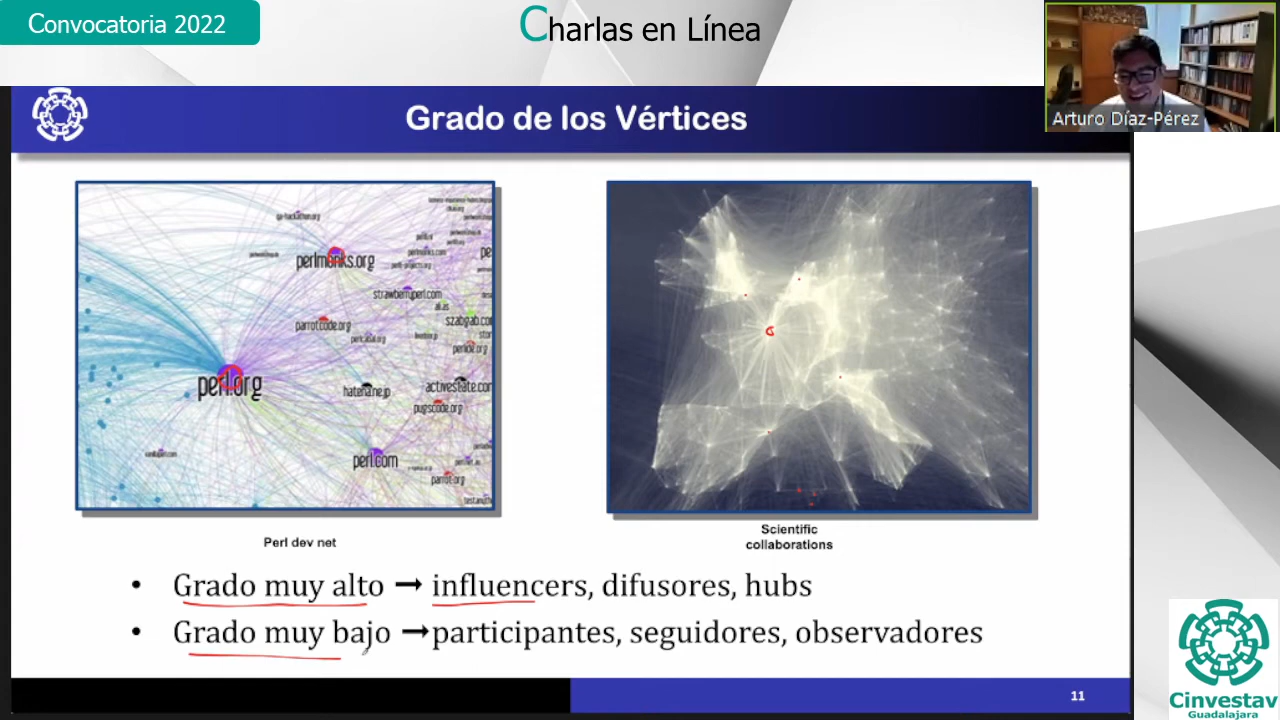 Convocatoria 2022
Charlas en Línea
Arturo Díaz-Pérez
Grado de los Vértices
perlmonks.org
strawberryperl.com
parrotcode.org
perl.org
hatena.ne.jp
activestate.com
pugscode.org
perl.com
parrot.org
Perl dev net
Scientific
collaborations
• Grado muy alto → influencers, difusores, hubs
• Grado muy bajo →participantes, seguidores, observadores
11
Cinvestav
Guadalajara